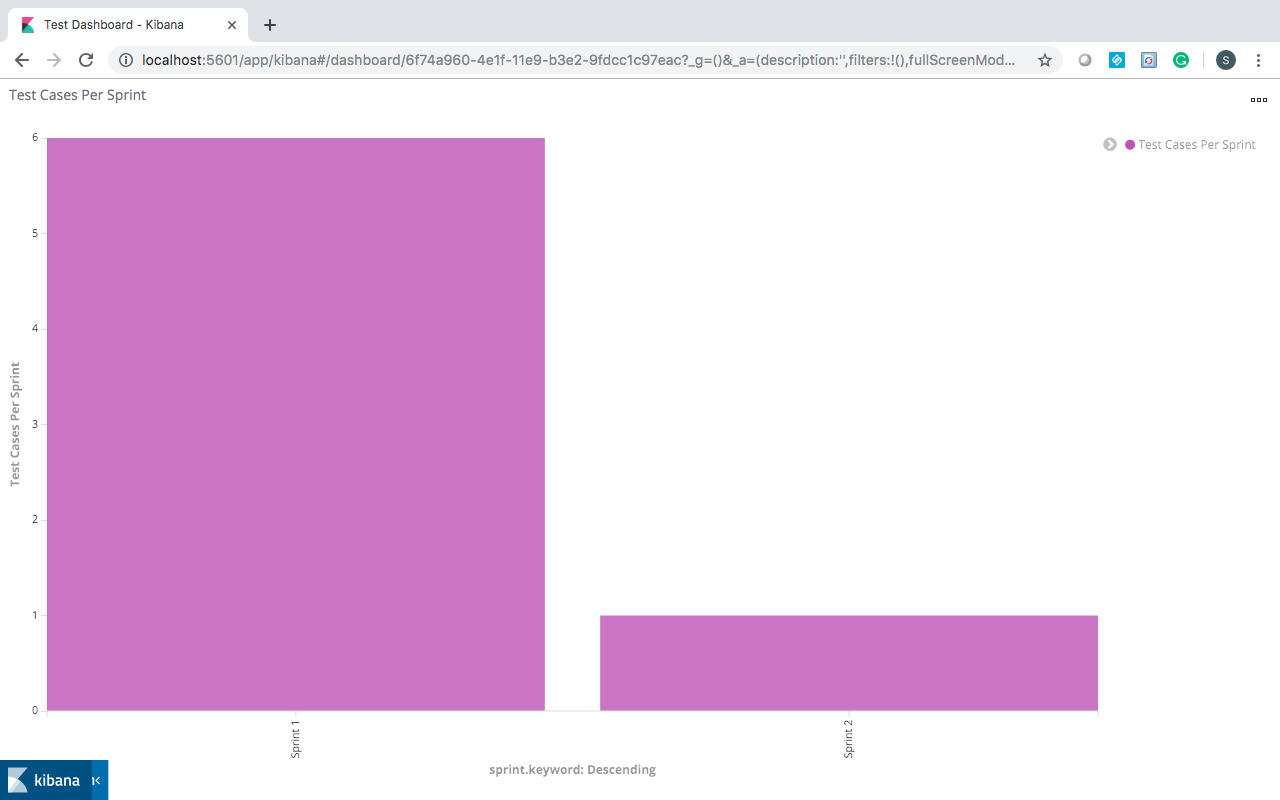 Test Dashboard - Kibana
localhost:5601/app/kibana#/dashboard/6f74a960-4e1f-11e9-b3e2-9fdcc1c97eac?_g=()&_a=(description:'',filters:!(),fullScreenMod...
S
Test Cases Per Sprint
6
5
4
3
2
1
0
Test Cases Per Sprint
Test Cases Per Sprint
Sprint 1
Sprint 2
sprint.keyword: Descending
kibana